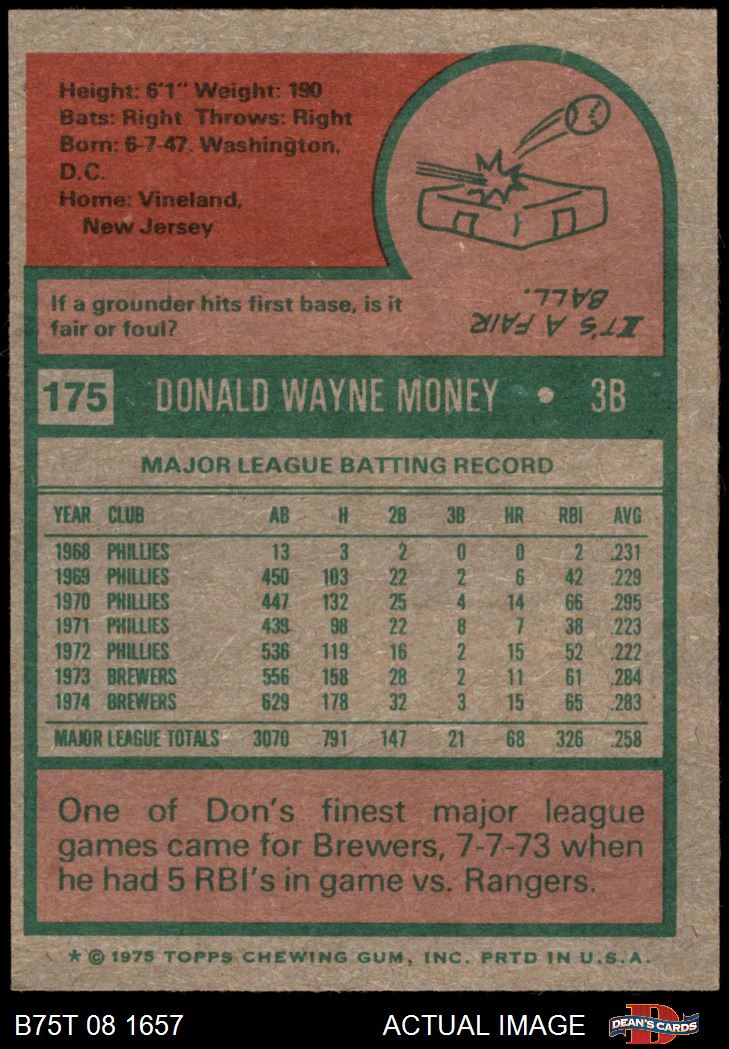 Height: 6'1" Weight: 190
Bats: Right Throws: Right
Born: 6-7-47, Washington,
D.C.
Home: Vineland,
New Jersey
If a grounder hits first base, is it
fair or foul?
IT'S A FAIR
BALL.
175 DONALD WAYNE MONEY • 3B
MAJOR LEAGUE BATTING RECORD
YEAR CLUB AB H 2B 3B HR RBI AVG
1968 PHILLIES 13 3 2 0 0 2 .231
1969 PHILLIES 450 103 22 2 6 42 .229
1970 PHILLIES 447 132 25 4 14 66 .295
1971 PHILLIES 439 98 22 8 7 38 .223
1972 PHILLIES 536 119 16 2 15 52 .222
1973 BREWERS 556 158 28 2 11 61 .284
1974 BREWERS 629 178 32 3 15 65 .283
MAJOR LEAGUE TOTALS 3070 791 147 21 68 326 .258
One of Don's finest major league
games came for Brewers, 7-7-73 when
he had 5 RBI's in game vs. Rangers.
* © 1975 TOPPS CHEWING GUM, INC. PRTD IN U.S.A.
B75T 08 1657 ACTUAL IMAGE DEAN'S CARDS